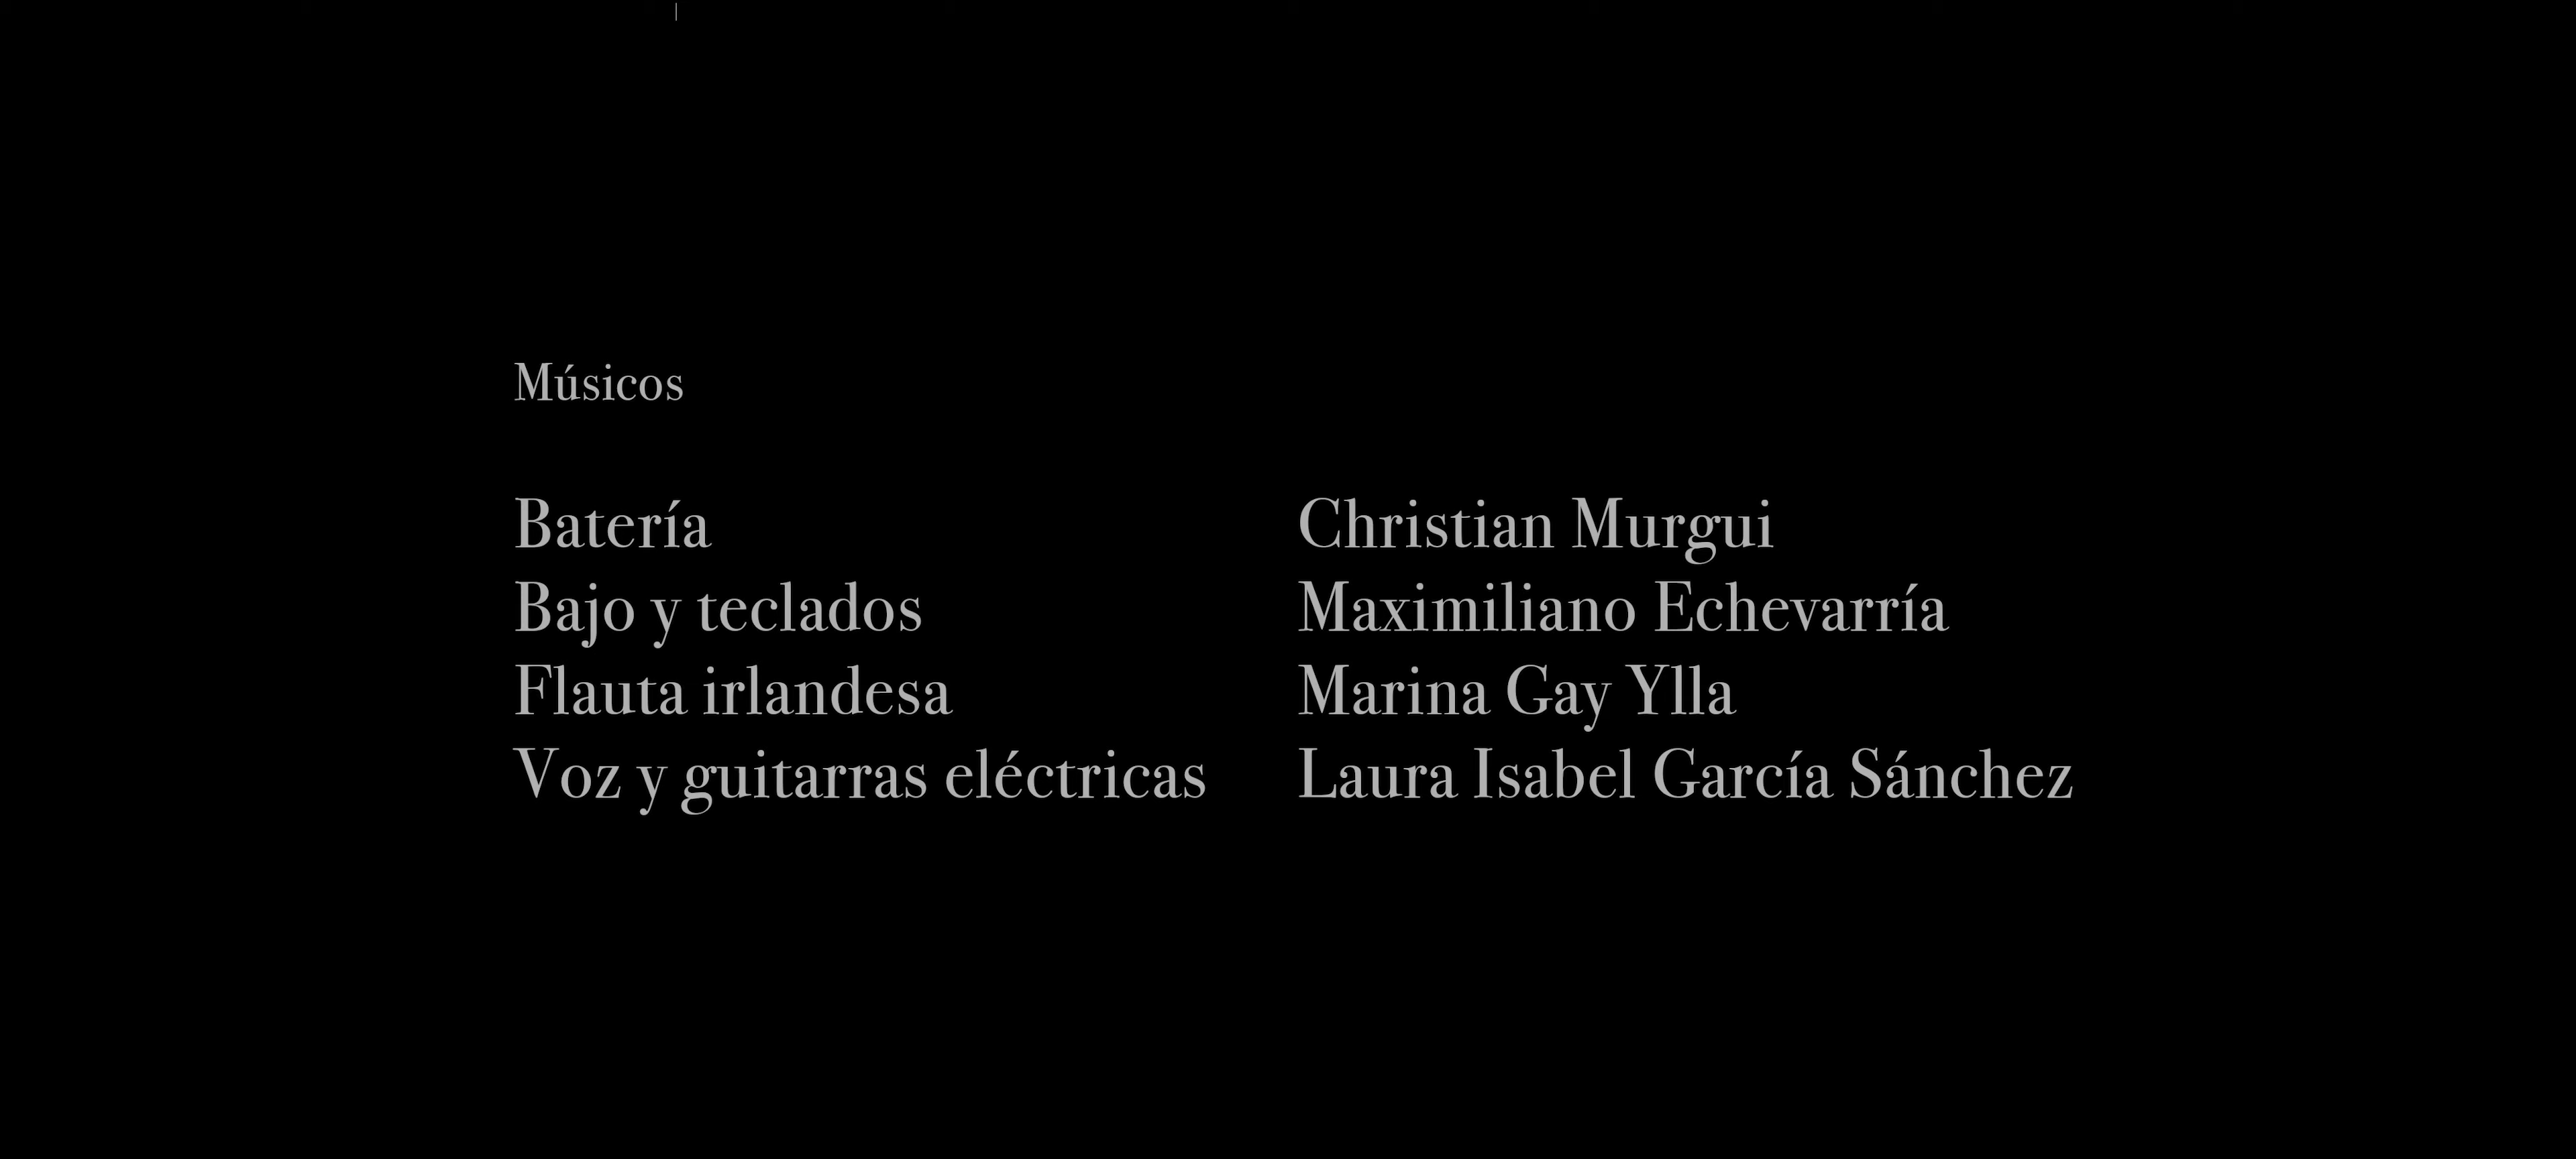 Músicos
Batería Christian Murgui
Bajo y teclados Maximiliano Echevarría
Flauta irlandesa Marina Gay Ylla
Voz y guitarras eléctricas Laura Isabel García Sánchez